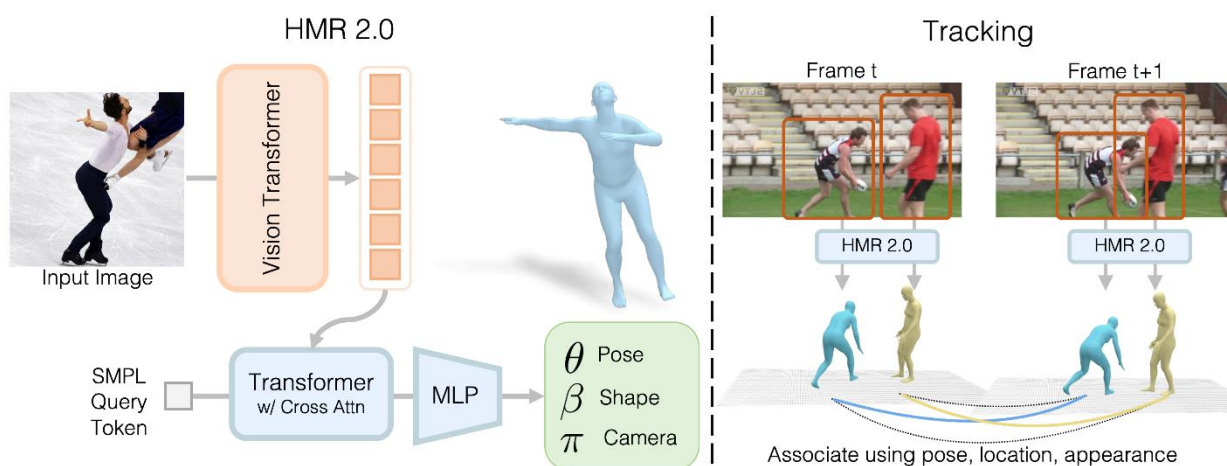 HMR 2.0
Input Image
Vision Transformer
SMPL
Query
Token
Transformer
w/ Cross Attn
MLP
θ Pose
β Shape
π Camera
Tracking
Frame t
Frame t+1
HMR 2.0
HMR 2.0
Associate using pose, location, appearance